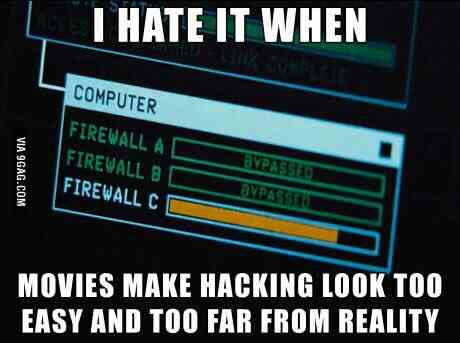 I HATE IT WHEN
COMPUTER
FIREWALL A BYPASSED
FIREWALL B BYPASSED
FIREWALL C
VIA 9GAG.COM
MOVIES MAKE HACKING LOOK TOO
EASY AND TOO FAR FROM REALITY